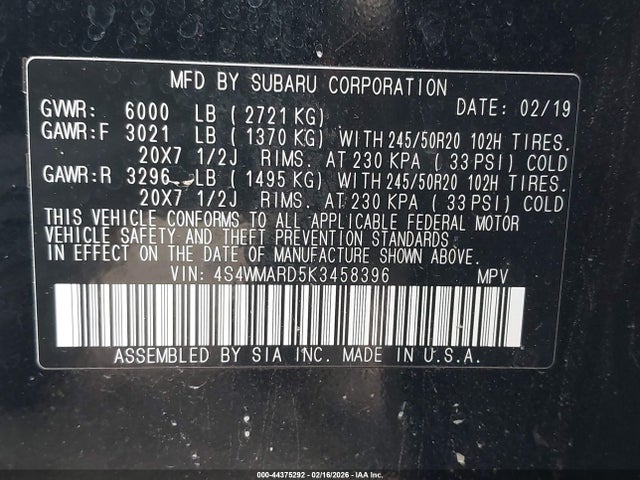 MFD BY SUBARU CORPORATION DATE: 02/19
GVWR: 6000 LB ( 2721 KG)
GAWR:F 3021 LB ( 1370 KG) WITH 245/50R20 102H TIRES.
20X7 1/2J RIMS. AT 230 KPA ( 33 PSI) COLD
GAWR:R 3296 LB ( 1495 KG) WITH 245/50R20 102H TIRES.
20X7 1/2J RIMS. AT 230 KPA ( 33 PSI) COLD
THIS VEHICLE CONFORMS TO ALL APPLICABLE FEDERAL MOTOR
VEHICLE SAFETY AND THEFT PREVENTION STANDARDS
IN EFFECT ON THE DATE OF MANUFACTURE SHOWN ABOVE.
VIN: 4S4WMARD5K3458396 MPV
ASSEMBLED BY SIA INC. MADE IN U.S.A.
000-44375292 - 02/16/2026 - IAA Inc.